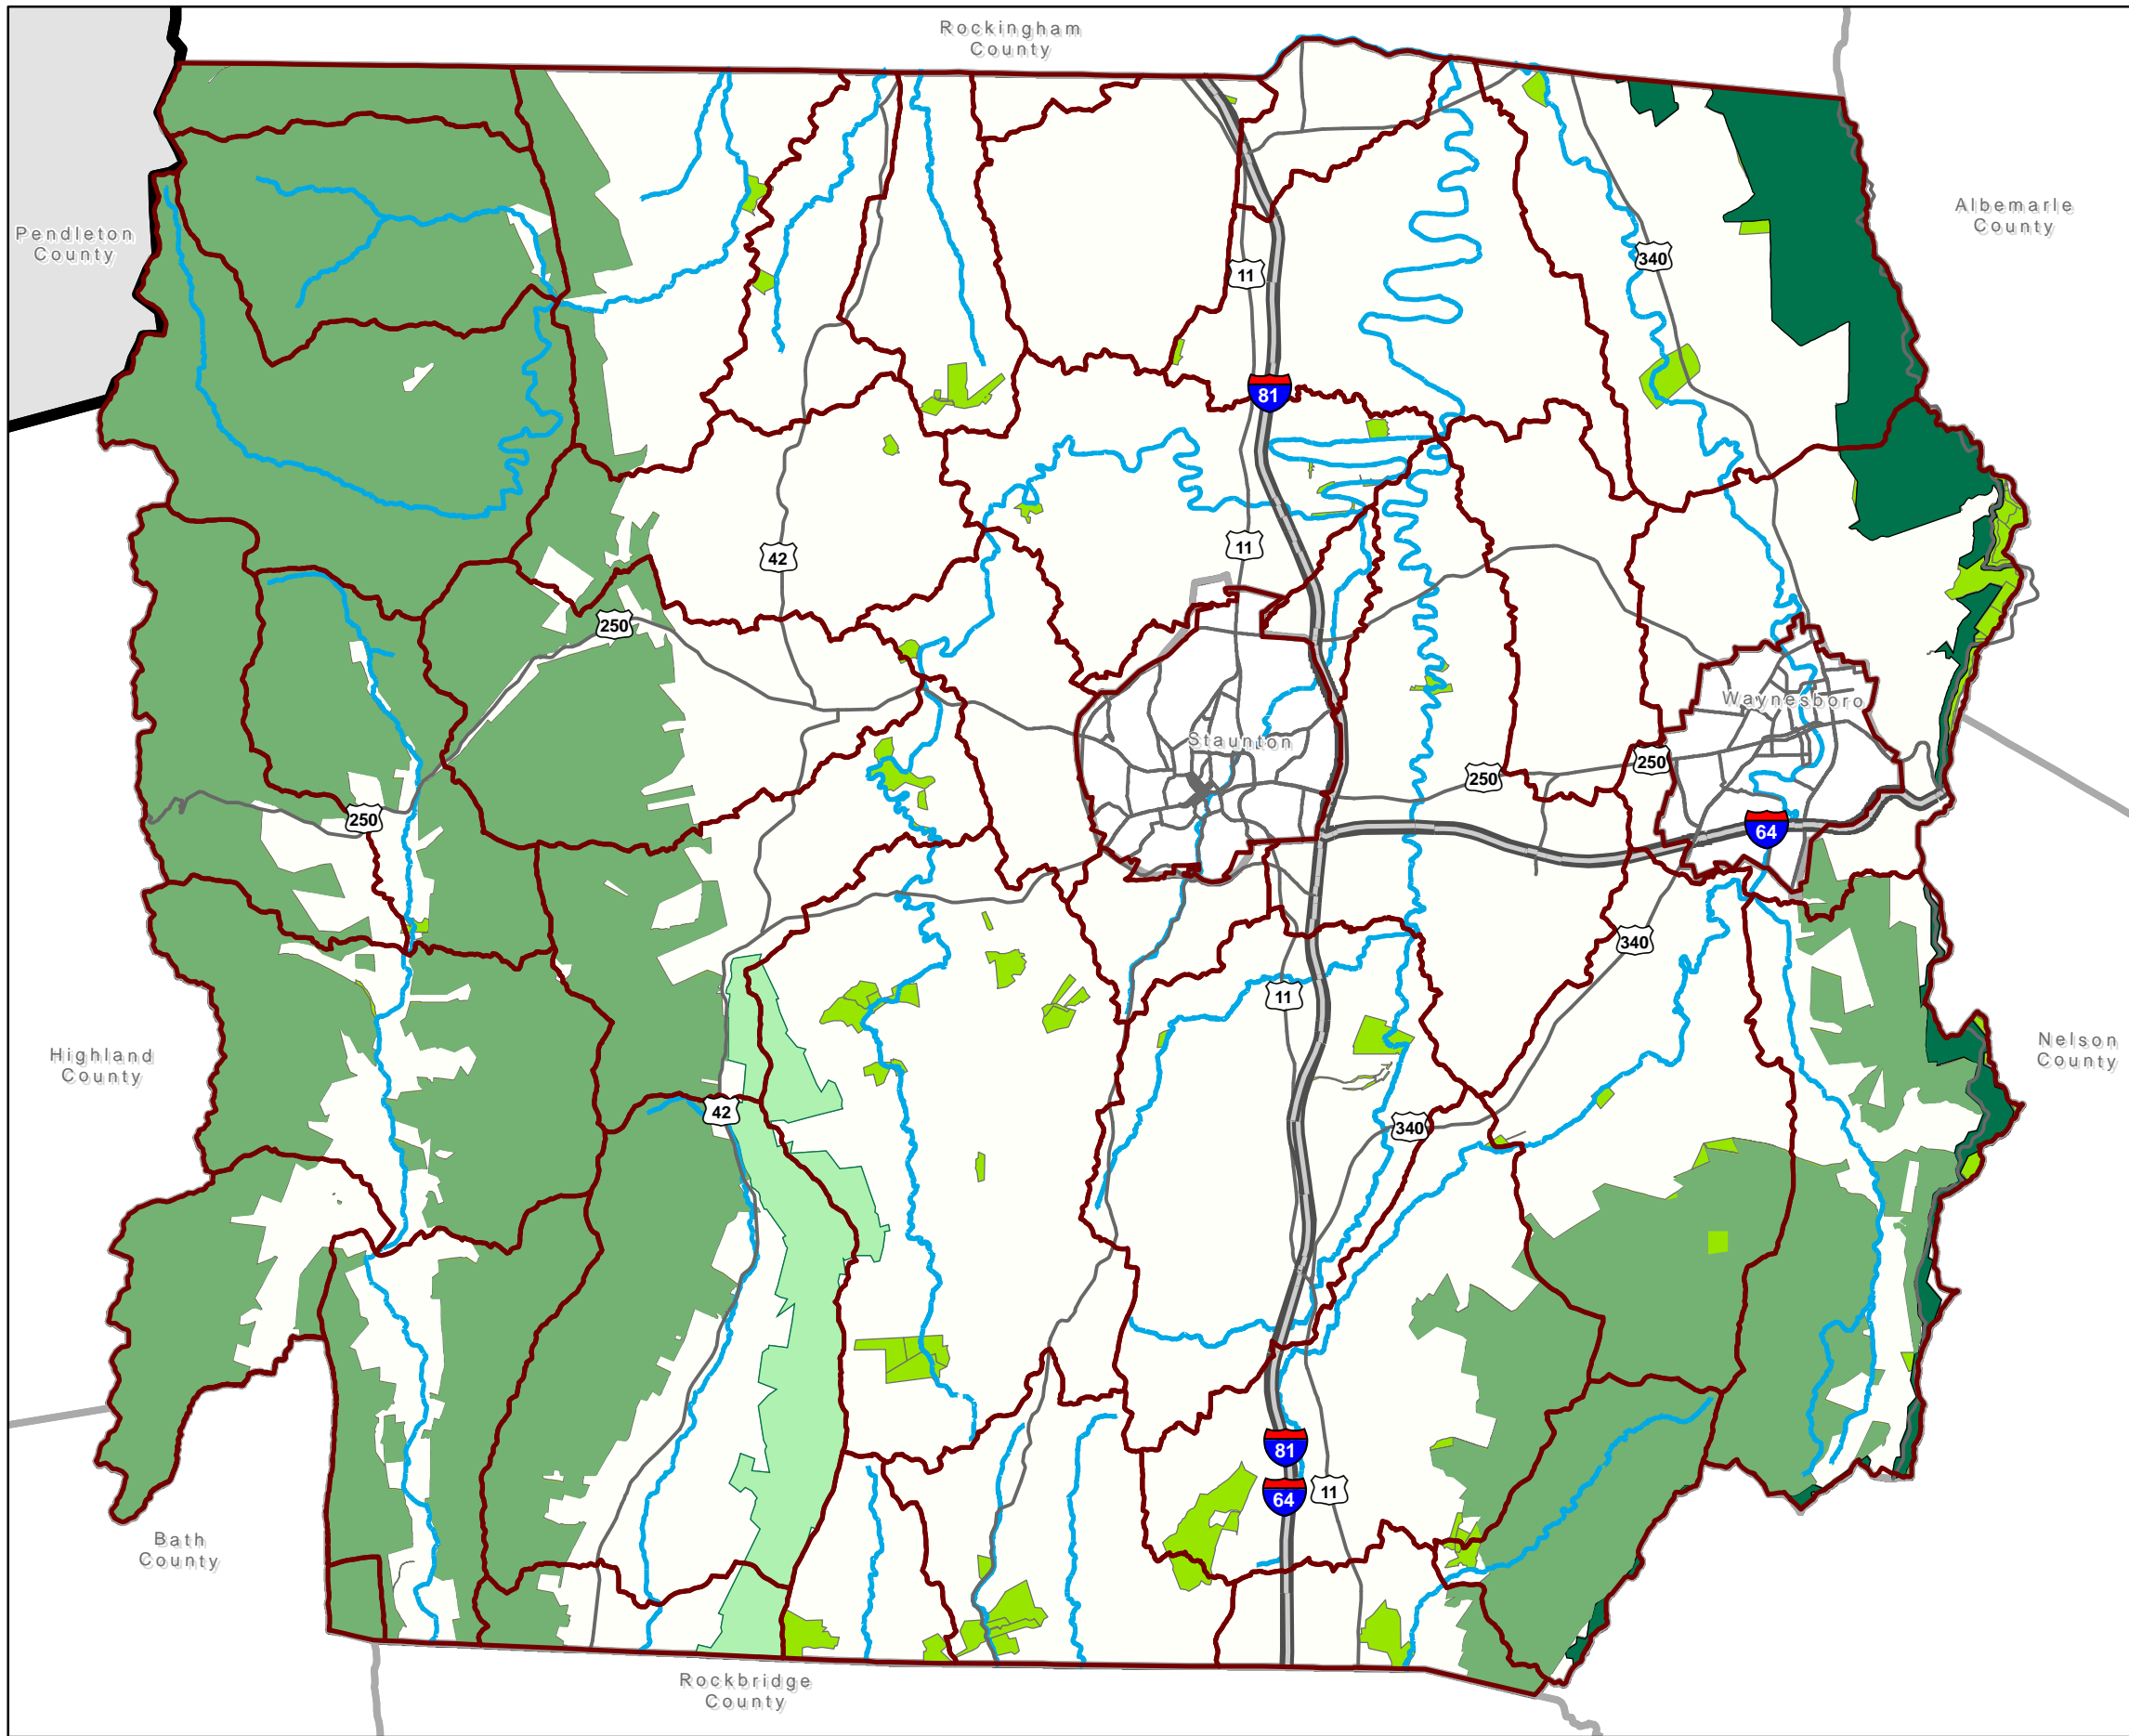 Rockingham
County
Albemarle
County
Pendleton
County
340
11
81
42
11
250
Waynesboro
Staunton
250
250
250
64
340
11
Highland
County
Nelson
County
42
340
81
64
11
Bath
County
Rockbridge
County